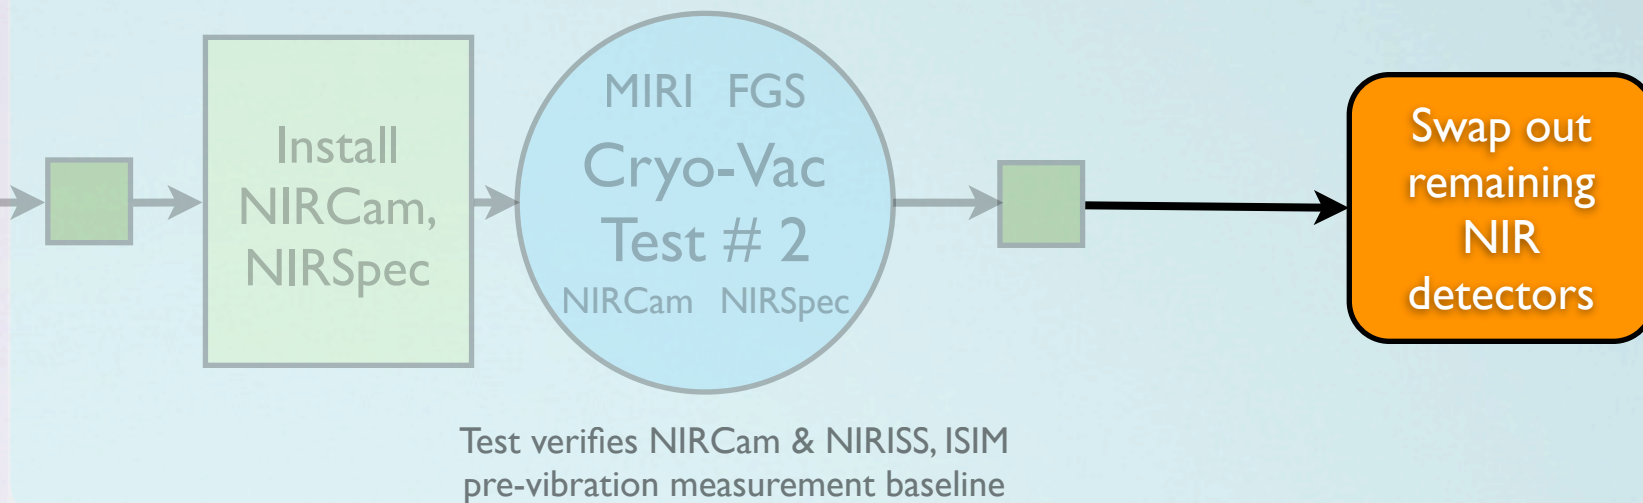 Install
NIRCam,
NIRSpec
MIRI FGS
Cryo-Vac
Test # 2
NIRCam NIRSpec
Test verifies NIRCam & NIRISS, ISIM
pre-vibration measurement baseline
Swap out
remaining
NIR
detectors